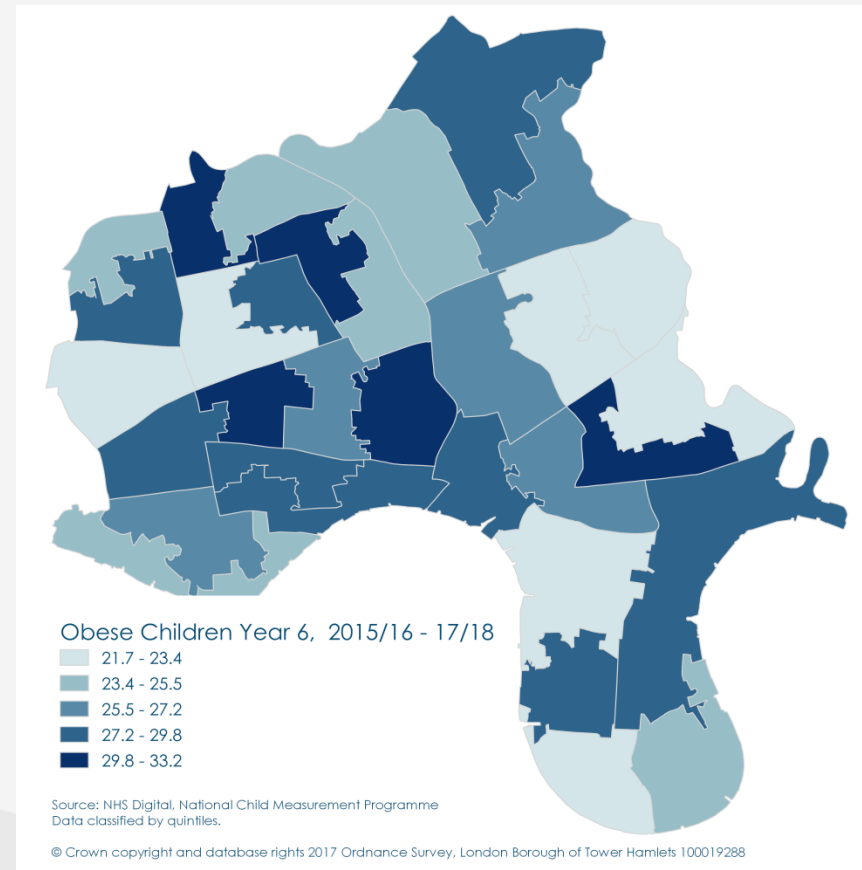 Obese Children Year 6, 2015/16 - 17/18
21.7 - 23.4
23.4 - 25.5
25.5 - 27.2
27.2 - 29.8
29.8 - 33.2
Source: NHS Digital, National Child Measurement Programme
Data classified by quintiles.
© Crown copyright and database rights 2017 Ordnance Survey, London Borough of Tower Hamlets 100019288